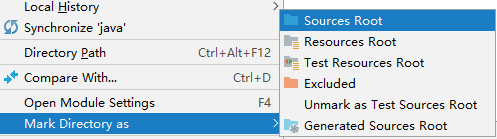 Local History
Synchronize 'java'
Directory Path Ctrl+Alt+F12
Compare With... Ctrl+D
Open Module Settings F4
Mark Directory as
Sources Root
Resources Root
Test Resources Root
Excluded
Unmark as Test Sources Root
Generated Sources Root